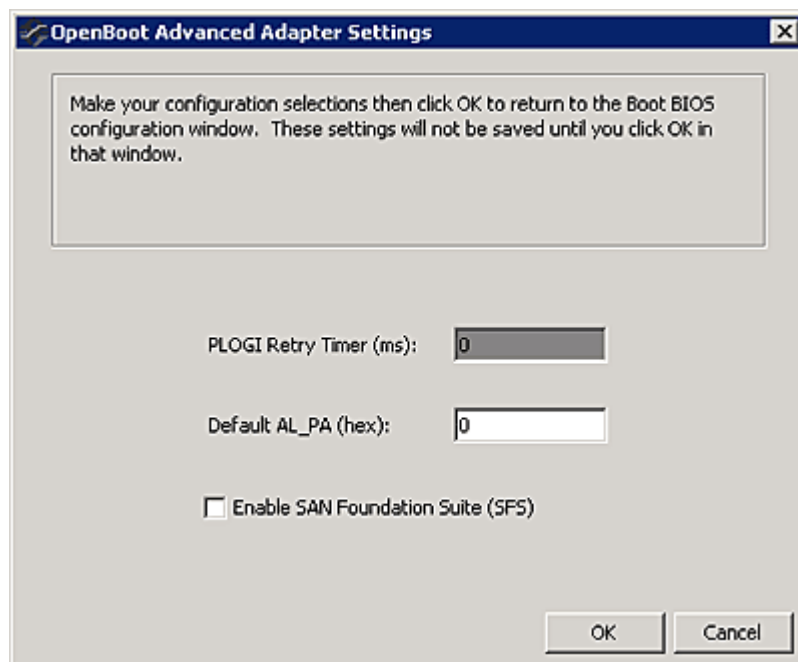 OpenBoot Advanced Adapter Settings
Make your configuration selections then click OK to return to the Boot BIOS
configuration window. These settings will not be saved until you click OK in
that window.
PLOGI Retry Timer (ms): 0
Default AL_PA (hex): 0
Enable SAN Foundation Suite (SFS)
OK Cancel